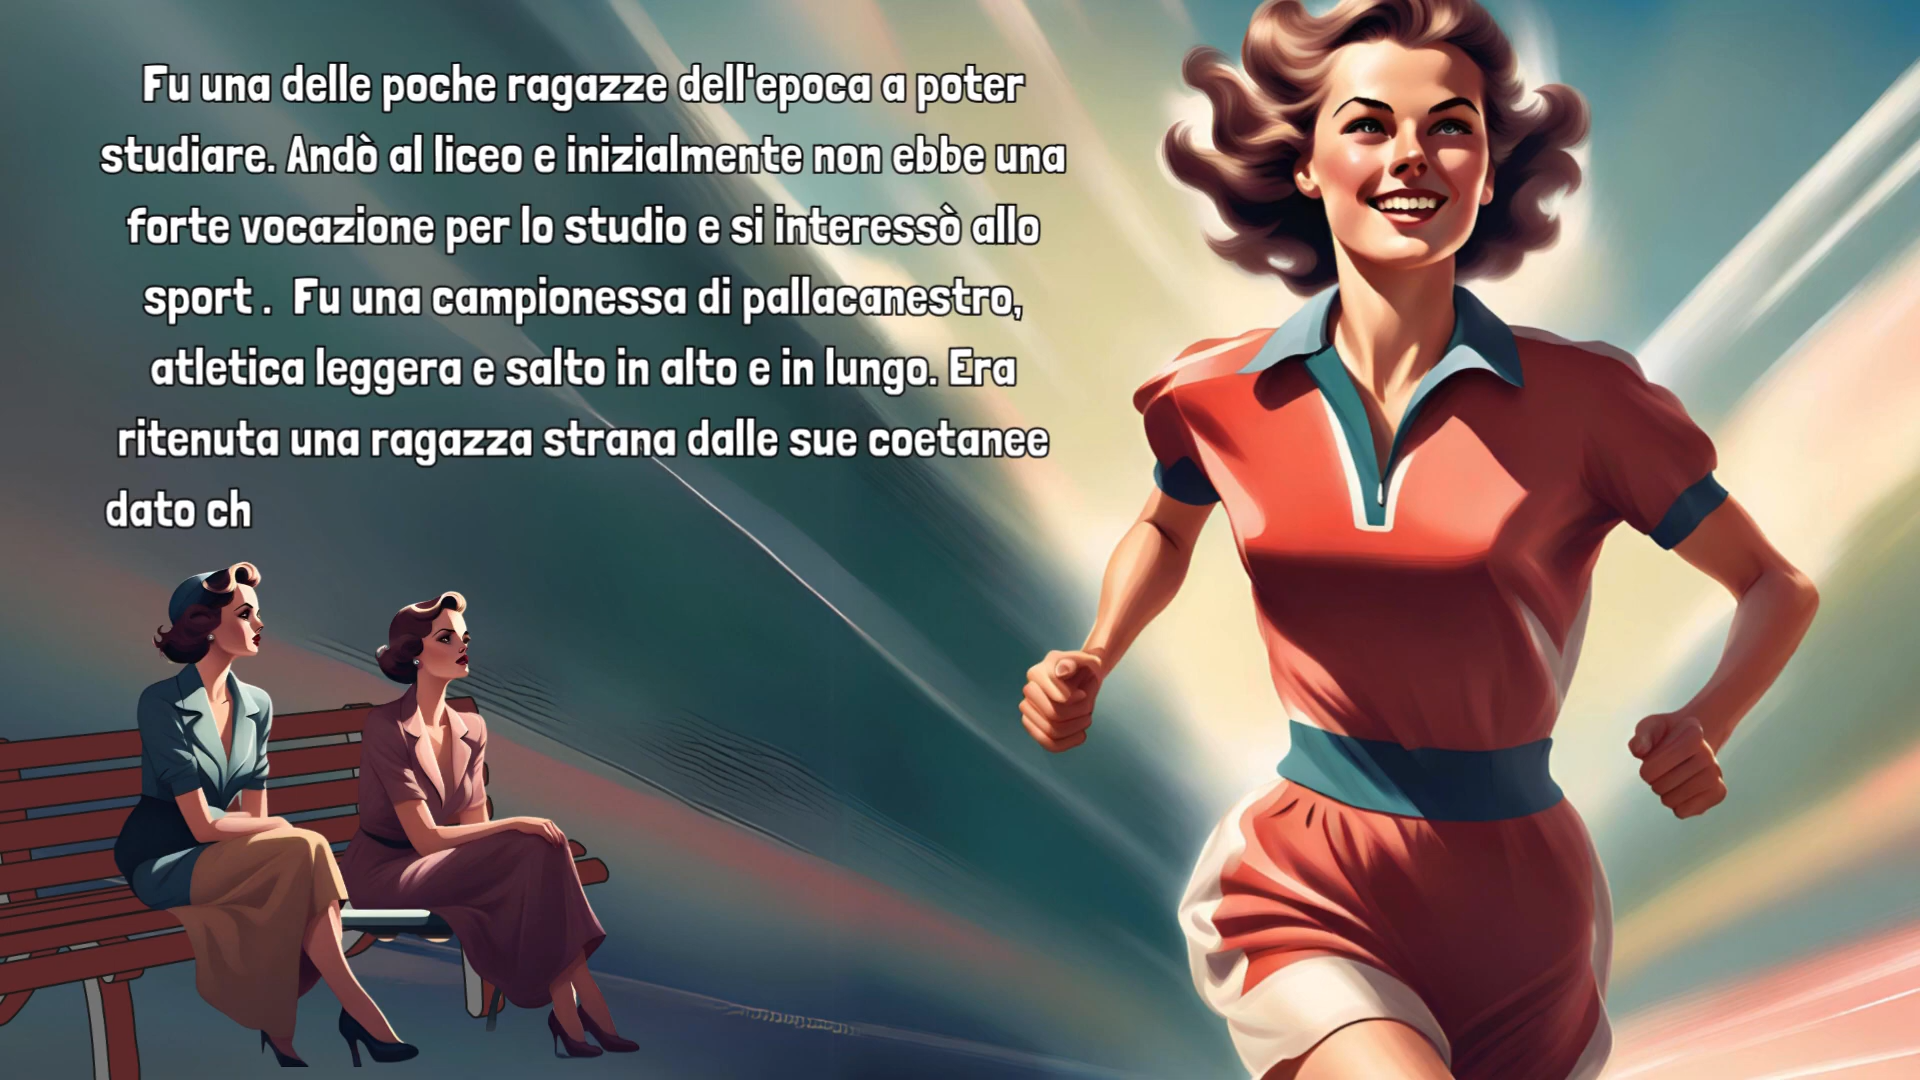 Fu una delle poche ragazze dell'epoca a poter
studiare. Andò al liceo e inizialmente non ebbe una
forte vocazione per lo studio e si interessò allo
sport .  Fu una campionessa di pallacanestro,
atletica leggera e salto in alto e in lungo. Era
ritenuta una ragazza strana dalle sue coetanee
dato ch